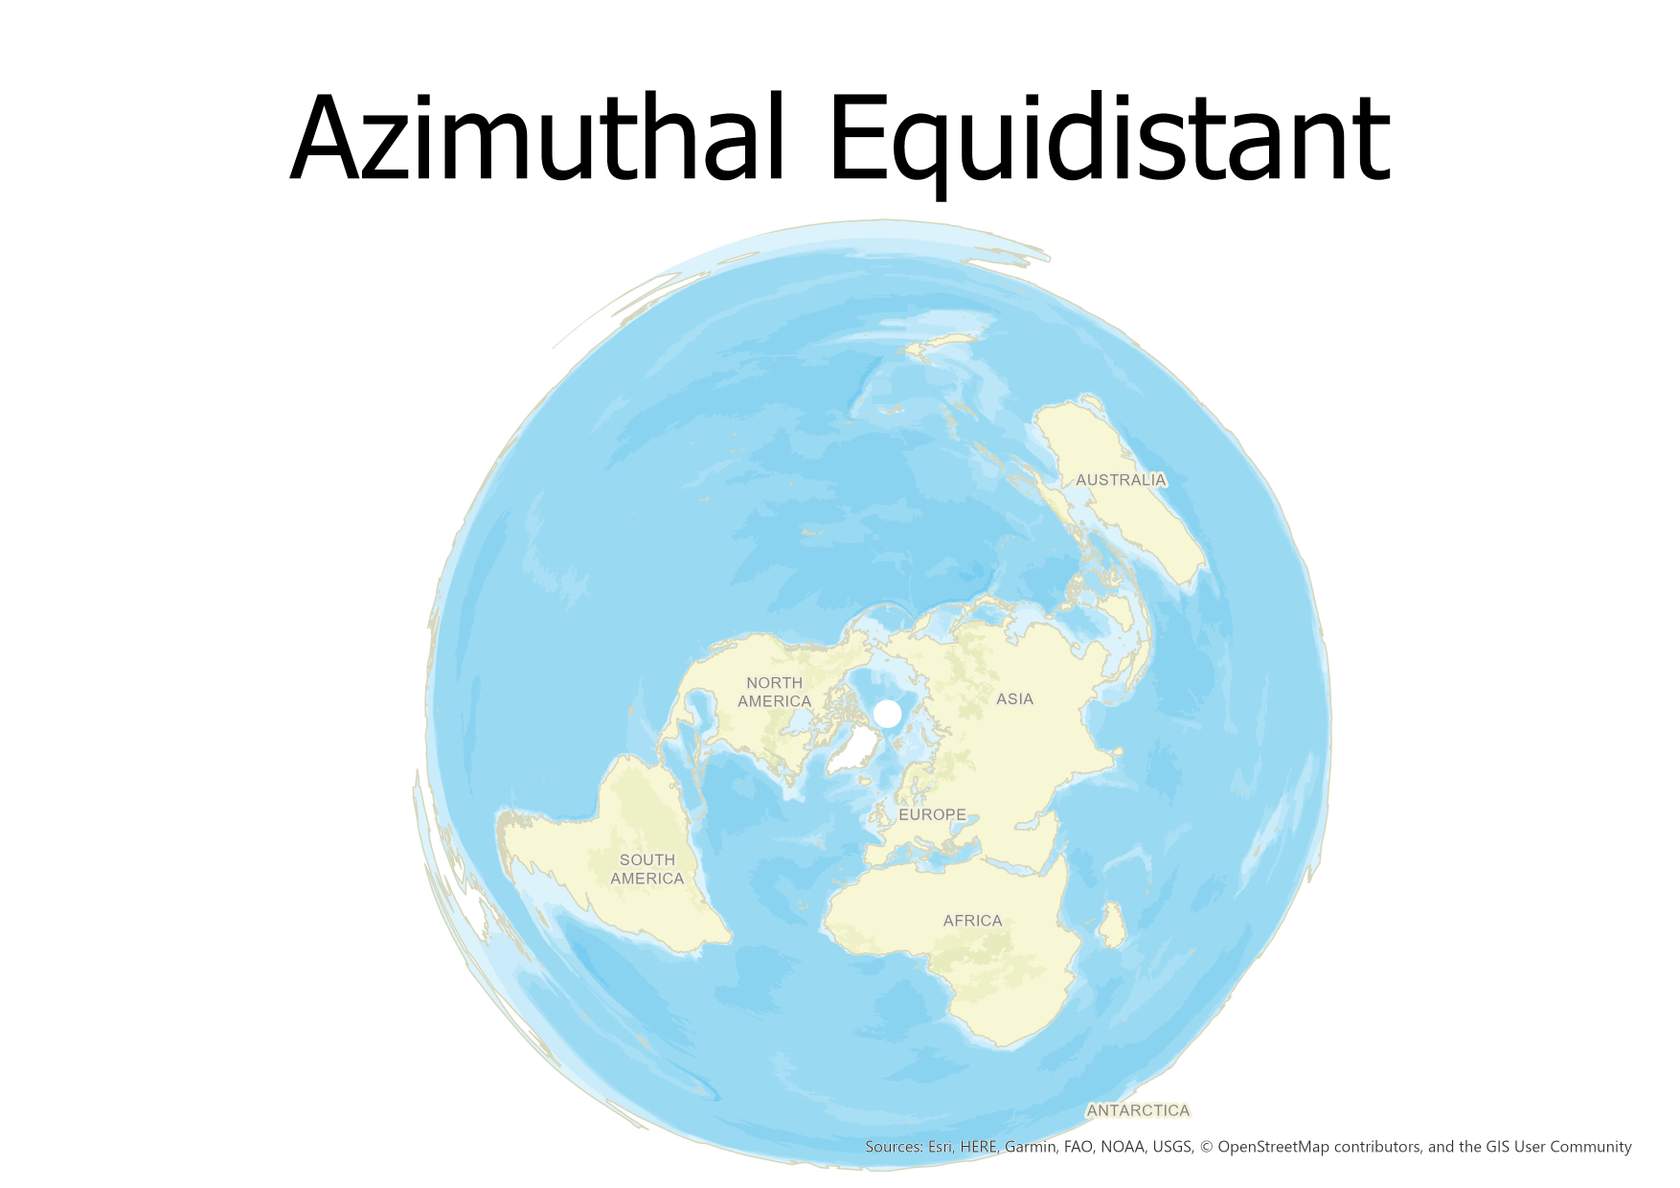 Azimuthal Equidistant
AUSTRALIA
NORTH
AMERICA
ASIA
EUROPE
SOUTH
AMERICA
AFRICA
ANTARCTICA
Sources: Esri, HERE, Garmin, FAO, NOAA, USGS, © OpenStreetMap contributors, and the GIS User Community